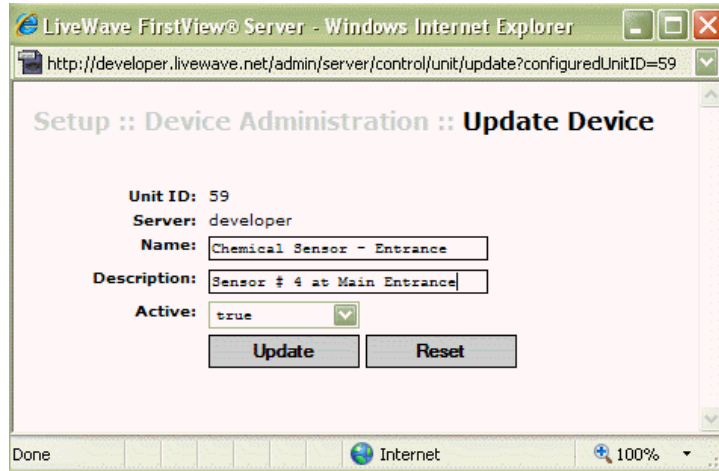 LiveWave FirstView® Server - Windows Internet Explorer
http://developer.livewave.net/admin/server/control/unit/update?configuredUnitID=59
Setup :: Device Administration :: Update Device
Unit ID: 59
Server: developer
Name: Chemical Sensor - Entrance
Description: Sensor # 4 at Main Entrance
Active: true
Update Reset
Done Internet 100%